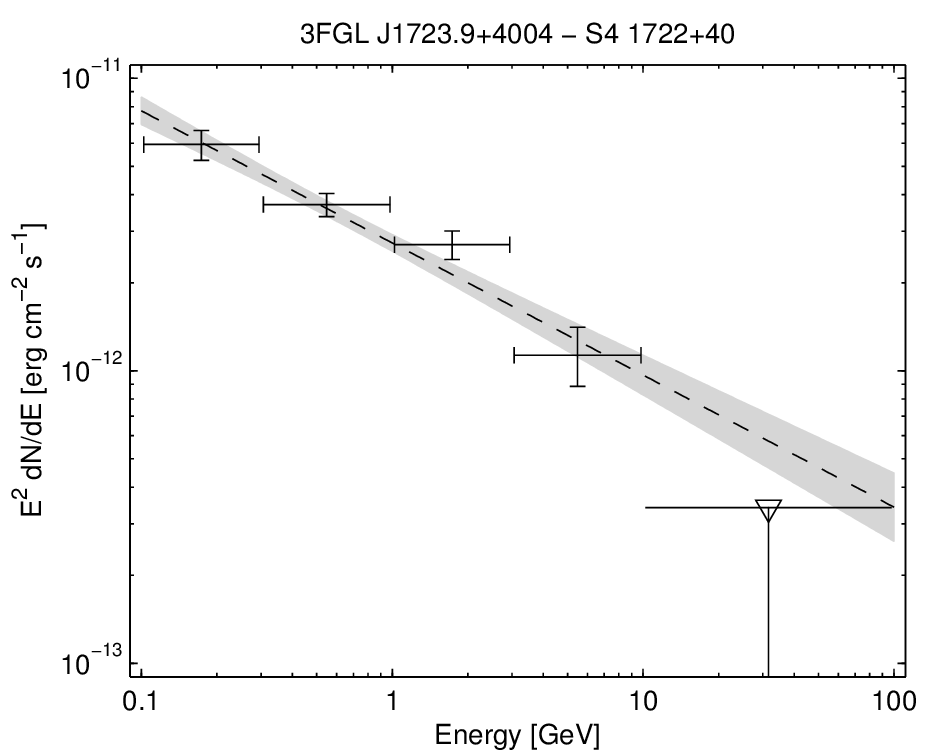 3FGL J1723.9+4004 − S4 1722+40
10⁻¹¹
10⁻¹²
10⁻¹³
E² dN/dE [erg cm⁻² s⁻¹]
0.1 1 10 100
Energy [GeV]